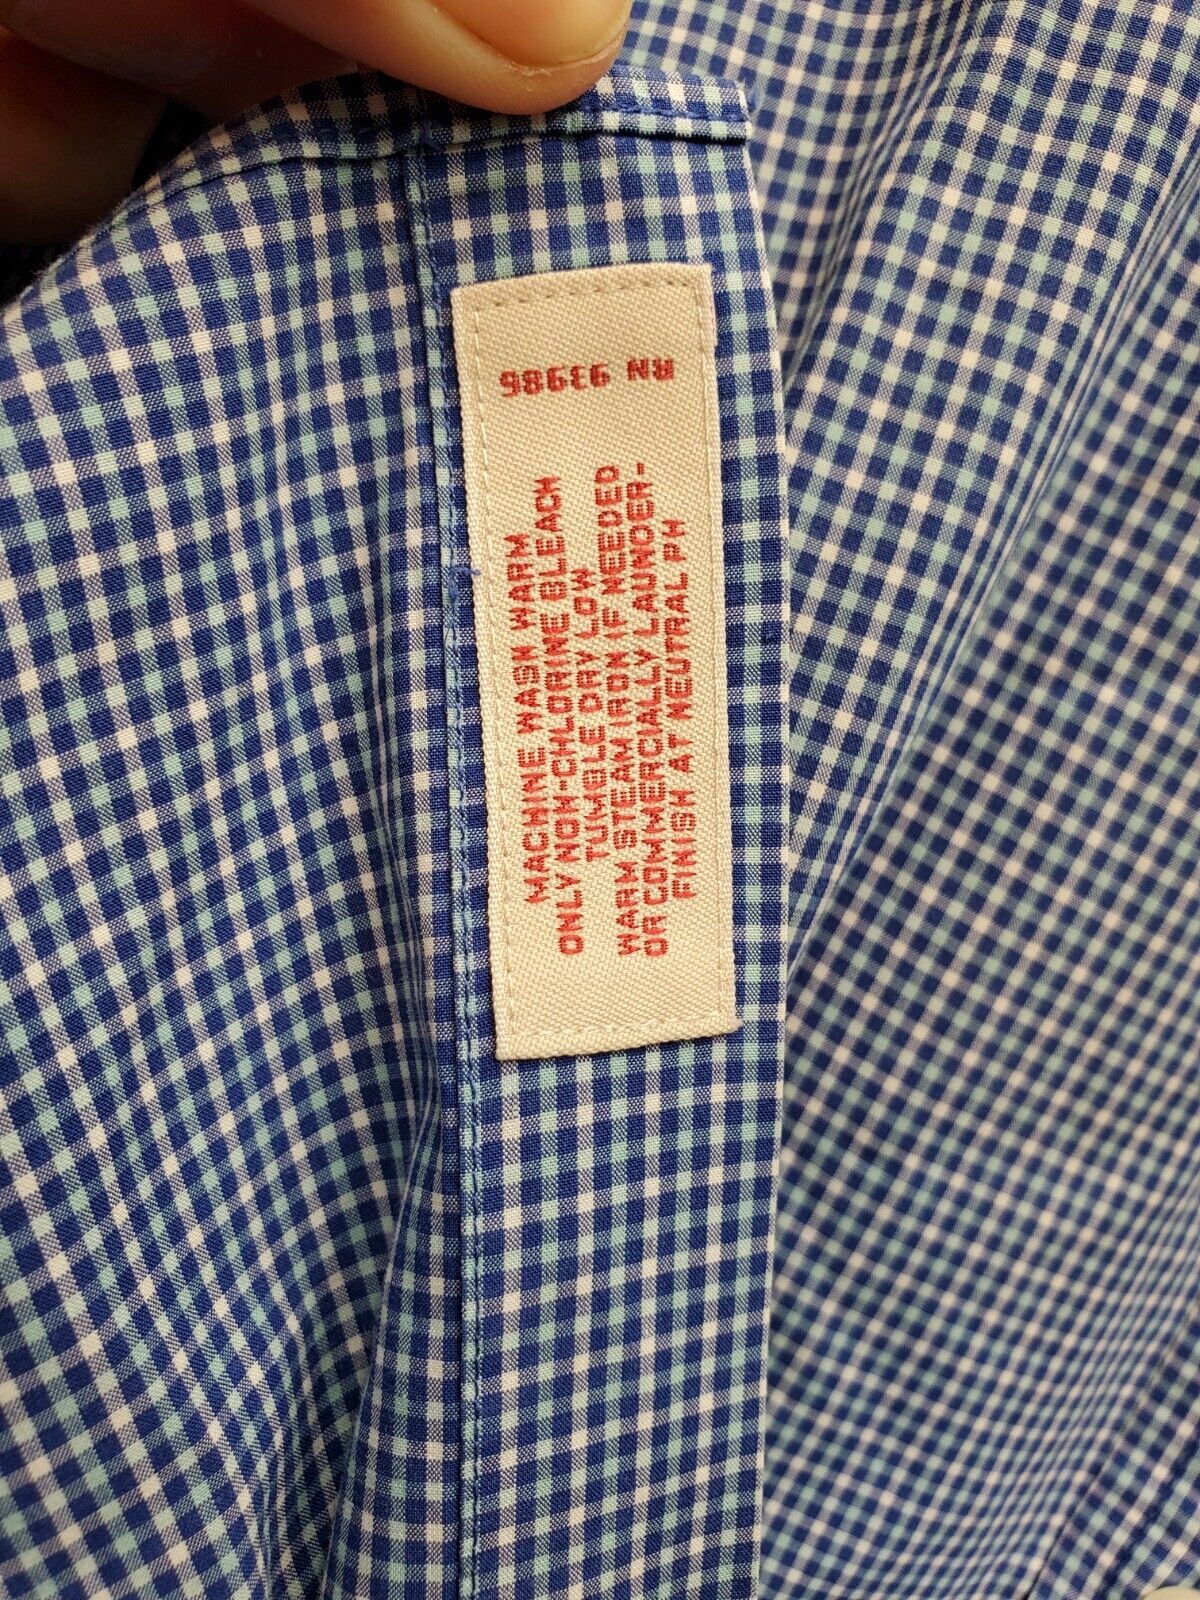 MACHINE WASH WARM
ONLY NON-CHLORINE BLEACH
TUMBLE DRY LOW
WARM STEAM IRON IF NEEDED
OR COMMERCIALLY LAUNDER-
FINISH AT NEUTRAL PH
RN 93985